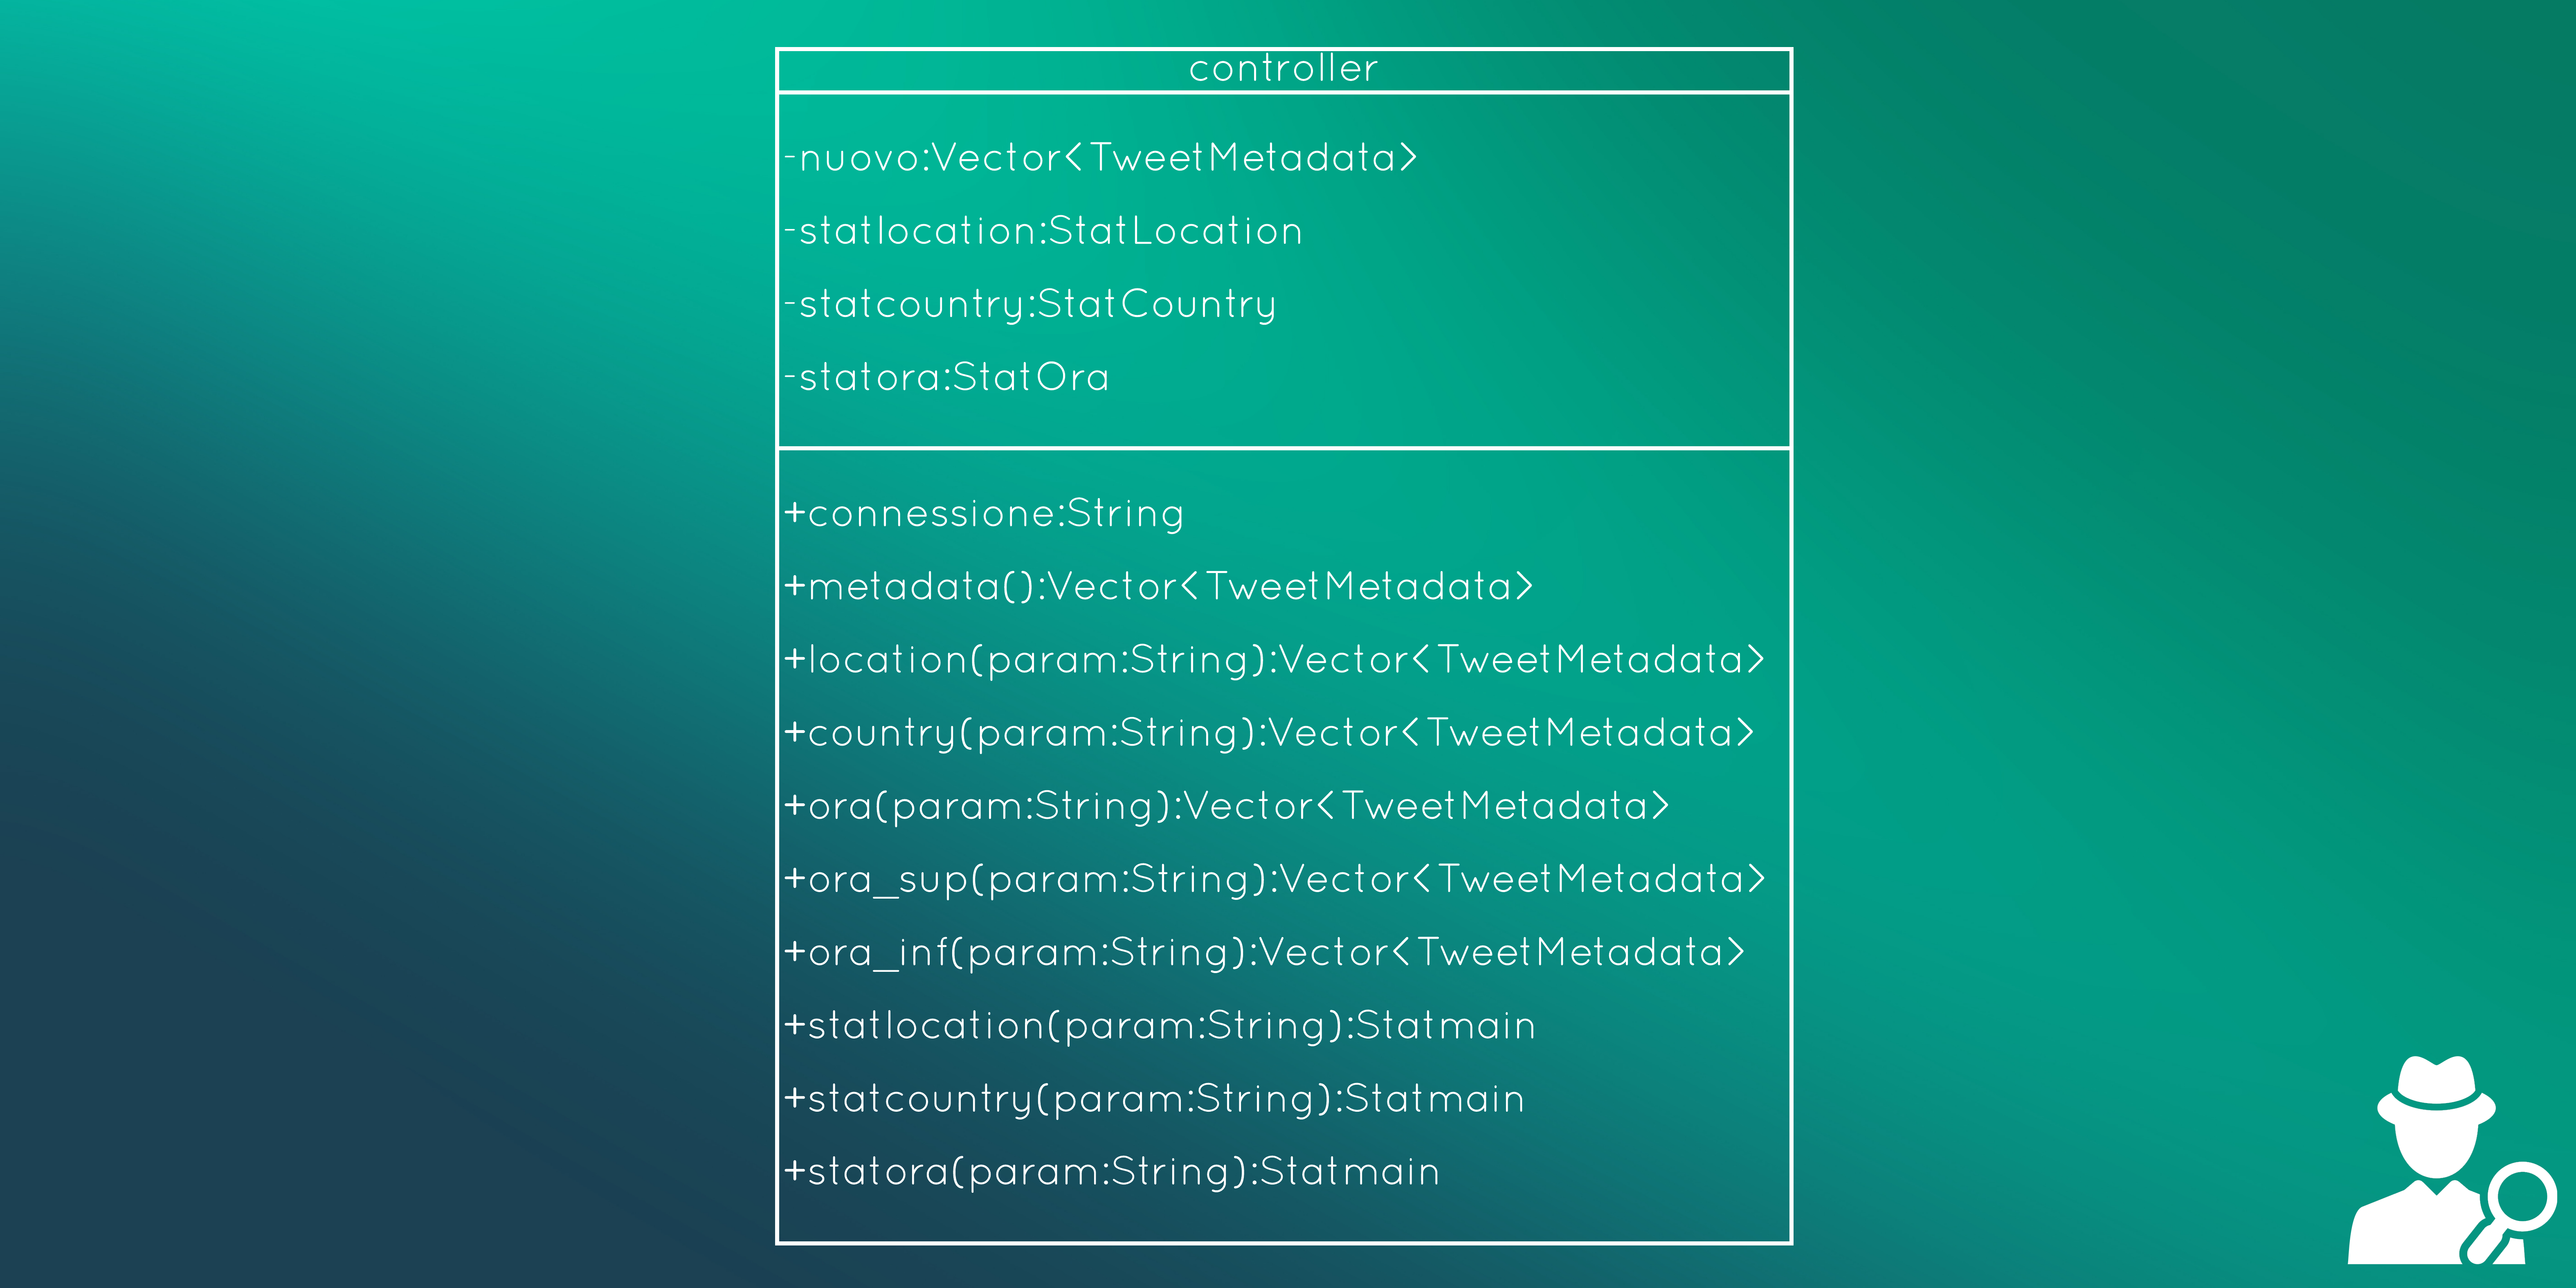 controller
-nuovo:Vector<TweetMetadata>
-statlocation:StatLocation
-statcountry:StatCountry
-statora:StatOra
+connessione:String
+metadata():Vector<TweetMetadata>
+location(param:String):Vector<TweetMetadata>
+country(param:String):Vector<TweetMetadata>
+ora(param:String):Vector<TweetMetadata>
+ora_sup(param:String):Vector<TweetMetadata>
+ora_inf(param:String):Vector<TweetMetadata>
+statlocation(param:String):Statmain
+statcountry(param:String):Statmain
+statora(param:String):Statmain